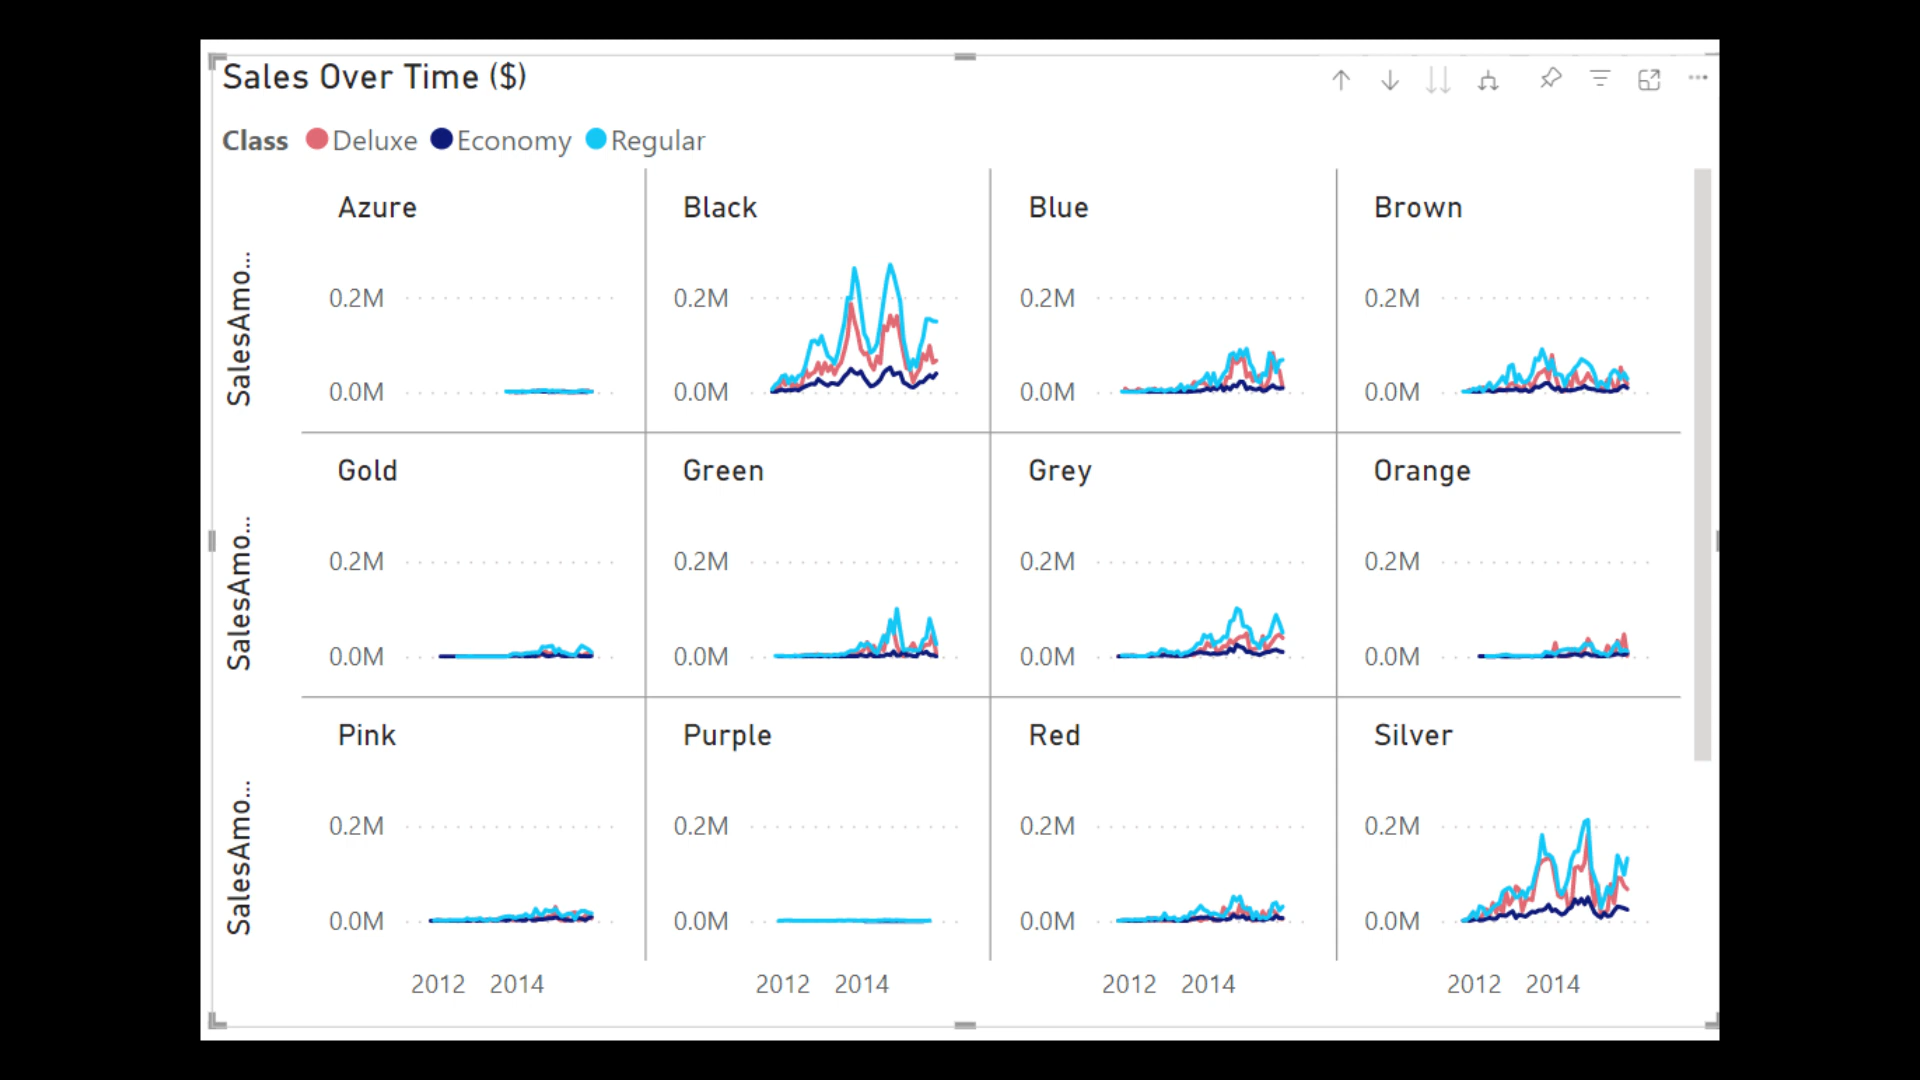 Sales Over Time ($)
Class Deluxe Economy Regular
Azure Black Blue Brown
SalesAmo...
0.2M 0.2M 0.2M 0.2M
0.0M 0.0M 0.0M 0.0M
Gold Green Grey Orange
SalesAmo...
0.2M 0.2M 0.2M 0.2M
0.0M 0.0M 0.0M 0.0M
Pink Purple Red Silver
SalesAmo...
0.2M 0.2M 0.2M 0.2M
0.0M 0.0M 0.0M 0.0M
2012 2014 2012 2014 2012 2014 2012 2014